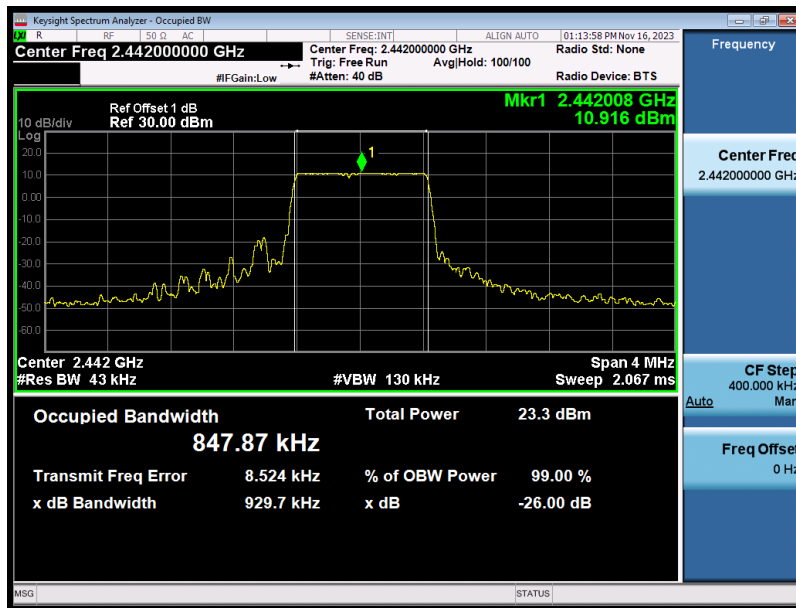 Keysight Spectrum Analyzer - Occupied BW
LXI R RF 50 Ω AC SENSE:INT ALIGN AUTO 01:13:58 PM Nov 16, 2023
Center Freq 2.442000000 GHz
Center Freq: 2.442000000 GHz Radio Std: None
Trig: Free Run Avg|Hold: 100/100
#IFGain:Low #Atten: 40 dB Radio Device: BTS
Frequency
Ref Offset 1 dB Mkr1 2.442008 GHz
10 dB/div Ref 30.00 dBm 10.916 dBm
Log
20.0
1
10.0
0.00
-10.0
-20.0
-30.0
-40.0
-50.0
-60.0
Center 2.442 GHz Span 4 MHz
#Res BW 43 kHz #VBW 130 kHz Sweep 2.067 ms
Occupied Bandwidth Total Power 23.3 dBm
847.87 kHz
Transmit Freq Error 8.524 kHz % of OBW Power 99.00 %
x dB Bandwidth 929.7 kHz x dB -26.00 dB
Center Freq
2.442000000 GHz
CF Step
400.000 kHz
Auto Man
Freq Offset
0 Hz
MSG STATUS